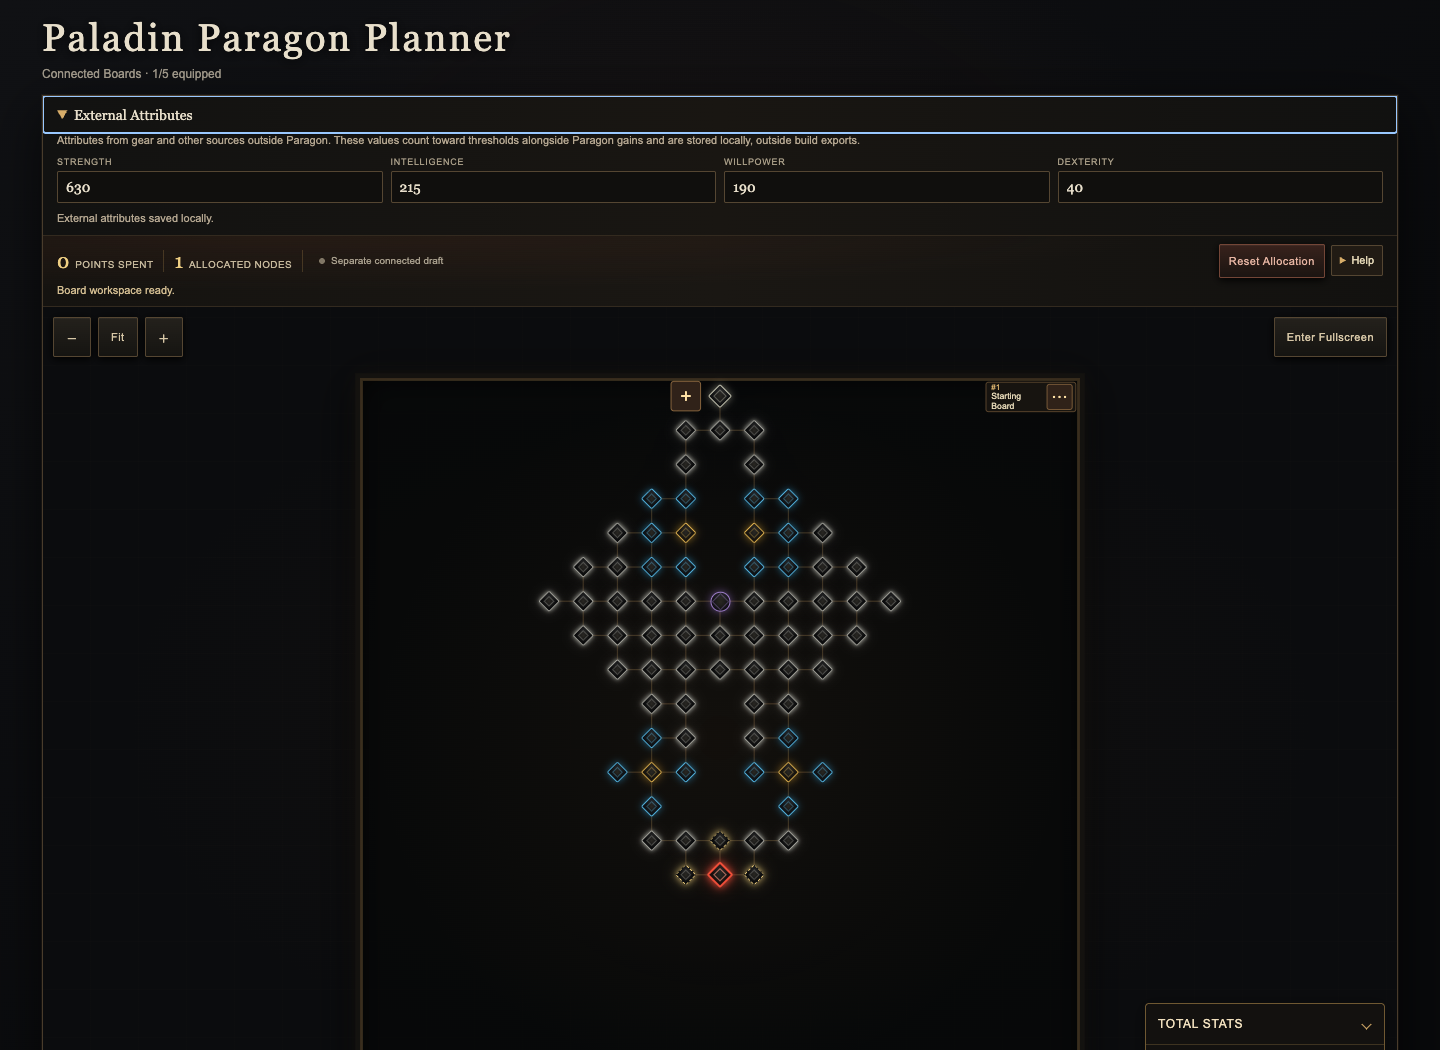 Paladin Paragon Planner
Connected Boards · 1/5 equipped
▼ External Attributes
Attributes from gear and other sources outside Paragon. These values count toward thresholds alongside Paragon gains and are stored locally, outside build exports.
STRENGTH INTELLIGENCE WILLPOWER DEXTERITY
630 215 190 40
External attributes saved locally.
0 POINTS SPENT 1 ALLOCATED NODES Separate connected draft Reset Allocation ▶ Help
Board workspace ready.
− Fit + Enter Fullscreen
+ #1 ...
Starting
Board
TOTAL STATS